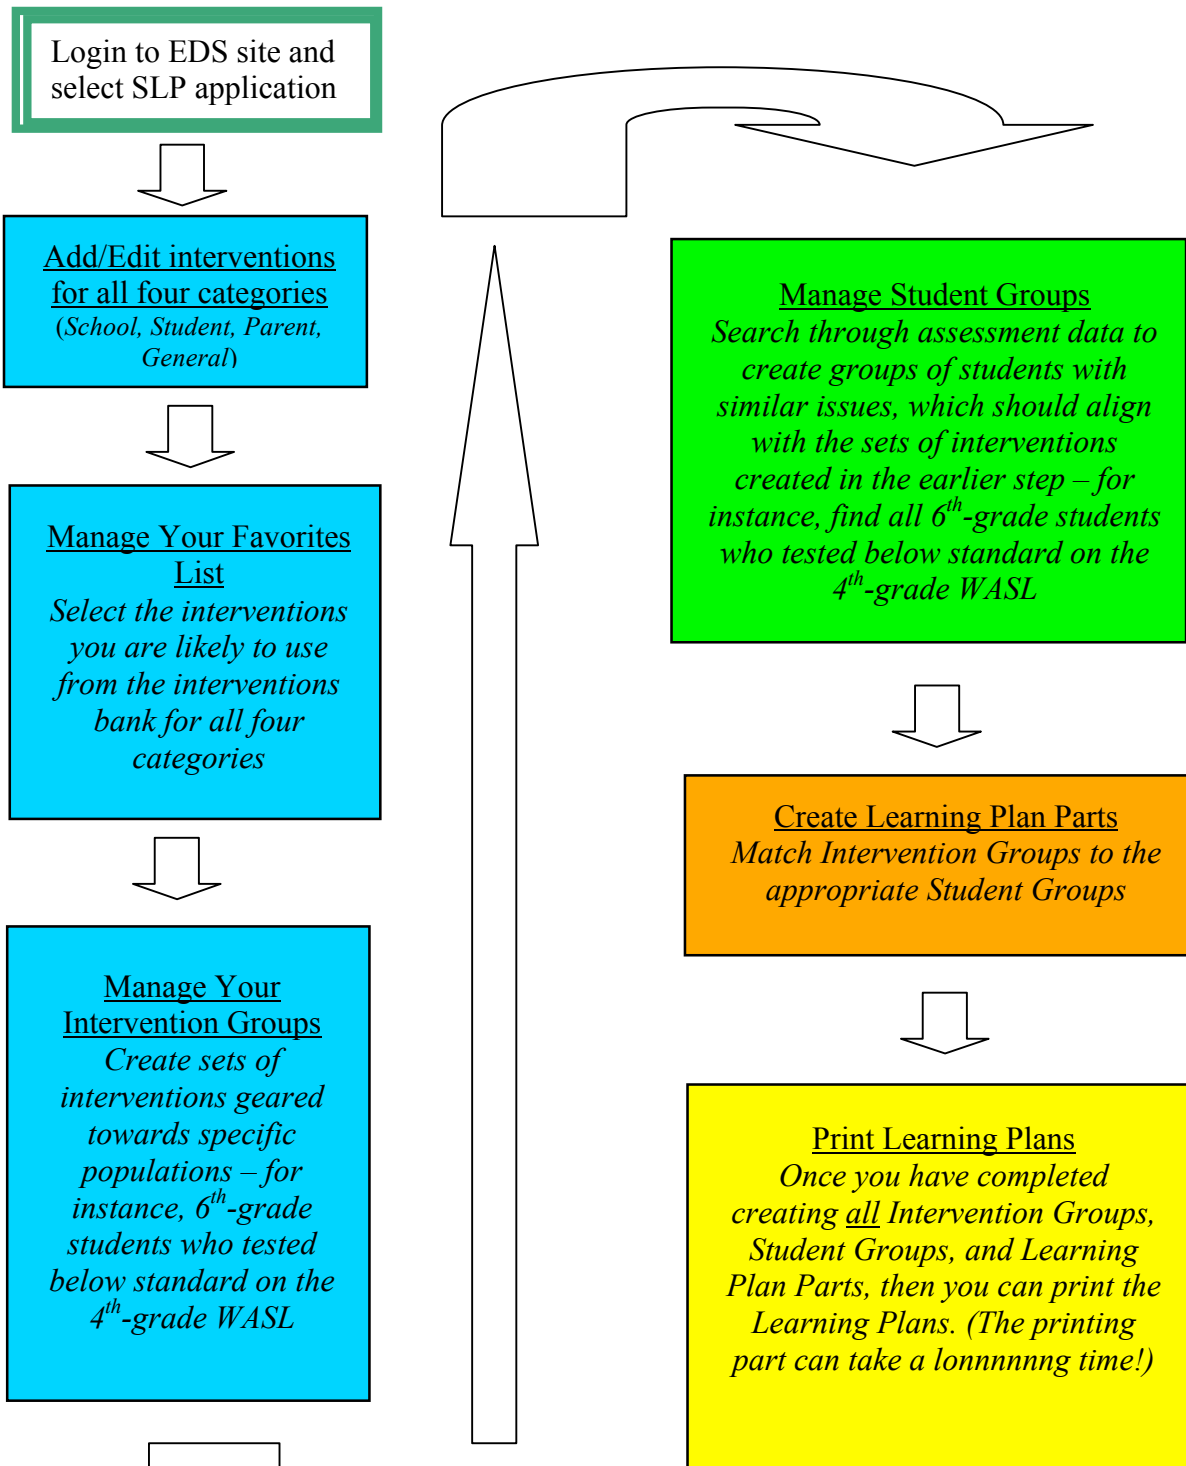 Login to EDS site and
select SLP application
Add/Edit interventions
for all four categories
(School, Student, Parent,
General)
Manage Your Favorites
List
Select the interventions
you are likely to use
from the interventions
bank for all four
categories
Manage Your
Intervention Groups
Create sets of
interventions geared
towards specific
populations – for
instance, 6th-grade
students who tested
below standard on the
4th-grade WASL
Manage Student Groups
Search through assessment data to
create groups of students with
similar issues, which should align
with the sets of interventions
created in the earlier step – for
instance, find all 6th-grade students
who tested below standard on the
4th-grade WASL
Create Learning Plan Parts
Match Intervention Groups to the
appropriate Student Groups
Print Learning Plans
Once you have completed
creating all Intervention Groups,
Student Groups, and Learning
Plan Parts, then you can print the
Learning Plans. (The printing
part can take a lonnnnnng time!)